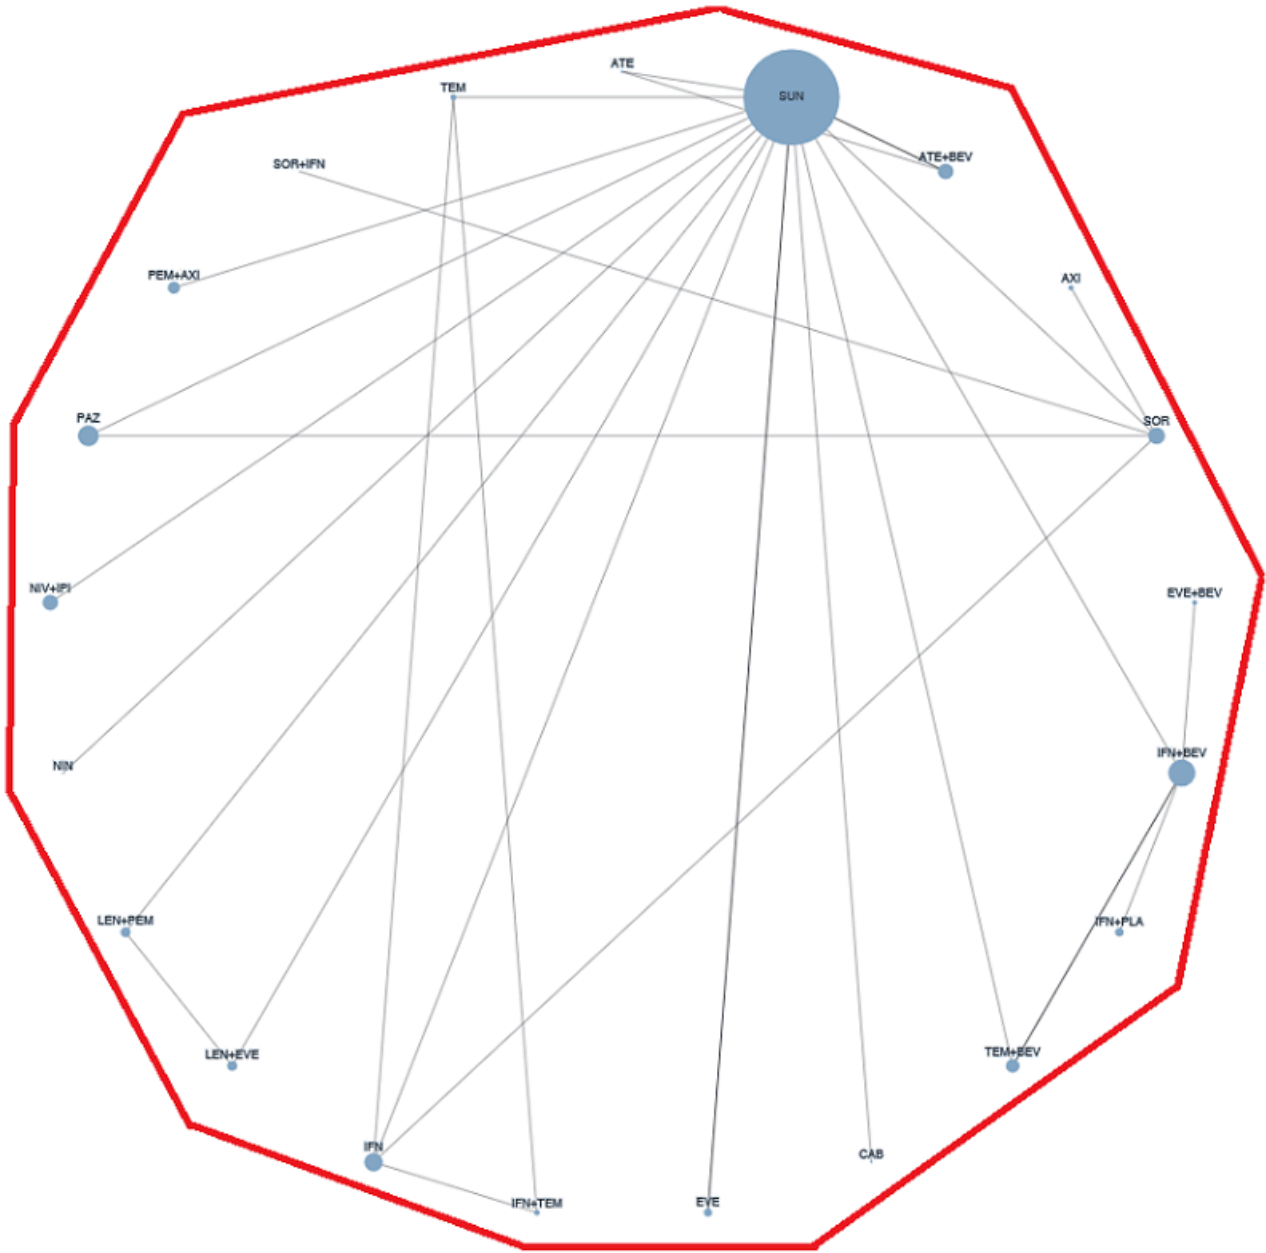 ATE
TEM
SUN
ATE+BEV
SOR+IFN
PEM+AXI
AXI
PAZ
SOR
NIV+IPI
EVE+BEV
IFN+BEV
NIN
LEN+PEM
IFN+PLA
LEN+EVE
TEM+BEV
IFN
CAB
IFN+TEM
EVE